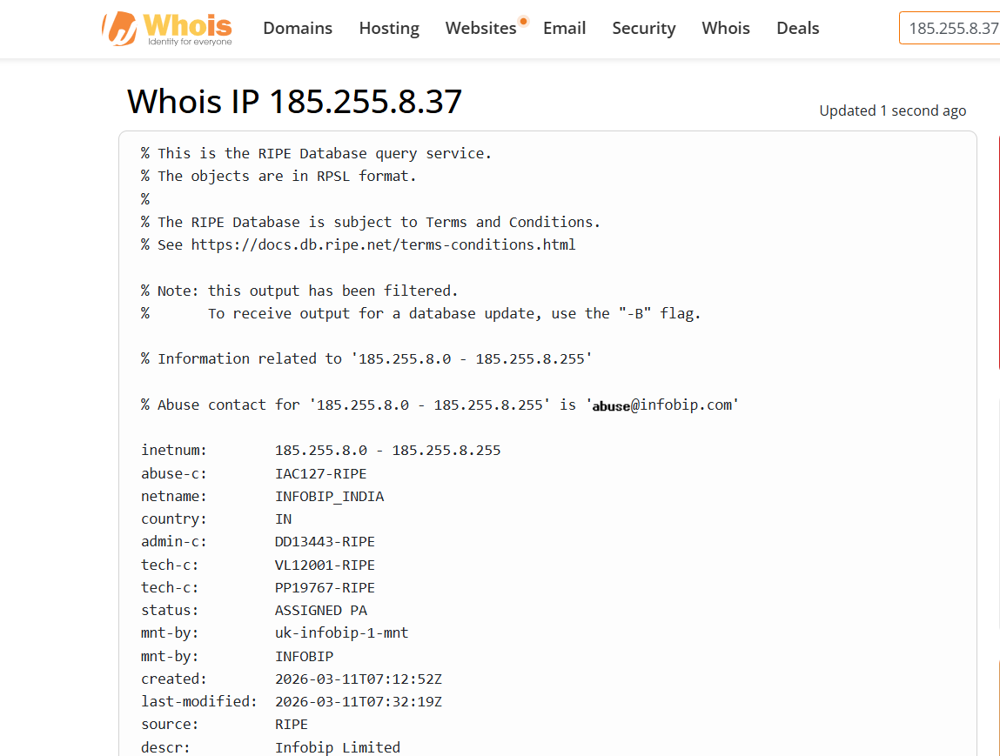 Whois
Identity for everyone
Domains Hosting Websites Email Security Whois Deals 185.255.8.37
Whois IP 185.255.8.37
Updated 1 second ago
% This is the RIPE Database query service.
% The objects are in RPSL format.
%
% The RIPE Database is subject to Terms and Conditions.
% See https://docs.db.ripe.net/terms-conditions.html
% Note: this output has been filtered.
%       To receive output for a database update, use the "-B" flag.
% Information related to '185.255.8.0 - 185.255.8.255'
% Abuse contact for '185.255.8.0 - 185.255.8.255' is 'abuse@infobip.com'
inetnum:        185.255.8.0 - 185.255.8.255
abuse-c:        IAC127-RIPE
netname:        INFOBIP_INDIA
country:        IN
admin-c:        DD13443-RIPE
tech-c:         VL12001-RIPE
tech-c:         PP19767-RIPE
status:         ASSIGNED PA
mnt-by:         uk-infobip-1-mnt
mnt-by:         INFOBIP
created:        2026-03-11T07:12:52Z
last-modified:  2026-03-11T07:32:19Z
source:         RIPE
descr:          Infobip Limited